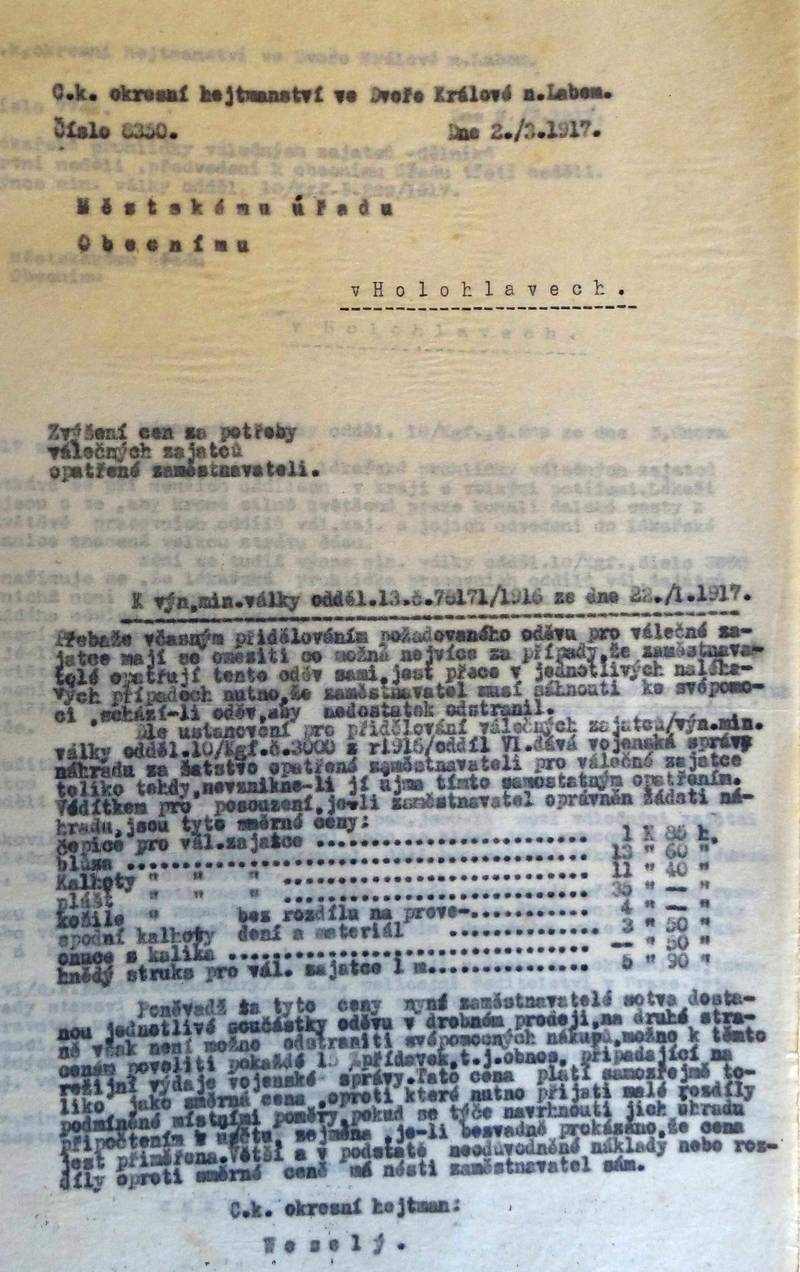 C.k. okresní hejtmanství ve Dvoře Králové n.Labem.
Číslo 6350. Dne 2./3.1917.
Městskému úřadu
Obecnímu
v Holohlavech.
Zvýšení cen za potřeby
válečných zajatců
opatřené zaměstnavateli.
K výn.min.války odděl.13.č.76171/1916 ze dne 22./1.1917.
Třebaže včasným přidělováním požadovaného oděvu pro válečné za-
jatce mají se omeziti co možná nejvíce za případy,že zaměstnava-
telé opatřují tento oděv sami,jest přece v jednotlivých naléha-
vých případech nutno,že zaměstnavatel musí sáhnouti ke svépomo-
ci ,schází-li oděv,aby nedostatek odstranil.
Dle ustanovení pro přidělování válečných zajatců/výn.min.
války odděl.10/kgf.č.3000 z r1916/oddíl VI.dává vojenská správy
náhradu za šatstvo opatřené zaměstnavateli pro válečné zajatce
toliko tehdy,nevznikne-li jí újma tímto samostatným opatřením.
Vodítkem pro posouzení,je-li zaměstnavatel oprávněn žádati ná-
hradu,jsou tyto směrné ceny:
čepice pro vál.zajatce .......................... 1 K 85 h.
blůza .......................... 13 " 60 "
Kalhoty " " " .......................... 11 " 40 "
plášť " " " .......................... 35 " — "
košile " bez rozdílu na prove-........... 4 " — "
spodní kalhoty dení a materiál .............. 3 " 50 "
onuce s kalika .......................... — " 50 "
hnědý struks pro vál. zajatce 1 m............... 5 " 90 "
Poněvadž za tyto ceny nyní zaměstnavatelé sotva dosta-
nou jednotlivé součástky oděvu v drobném prodeji,na druhé stra-
ně však není možno odstraniti svépomocných nákupů,možno k těmto
cenám povoliti pokaždé přídavek,t.j.obnos, připadající na
režijní výdaje vojenské správy.Tato cena platí samozřejmě to-
liko jako směrná cena ,oproti které nutno přijati malé rozdíly
podmíněné místními poměry,pokud se týče navrhnouti jich úhradu
připočtením k účtu, zejména ,je-li bezvadně prokázáno,že cena
jest přiměřena.Větší a v podstatě neodůvodněné náklady nebo roz-
díly oproti směrné ceně má nésti zaměstnavatel sám.
C.k. okresní hejtman:
Veselý.